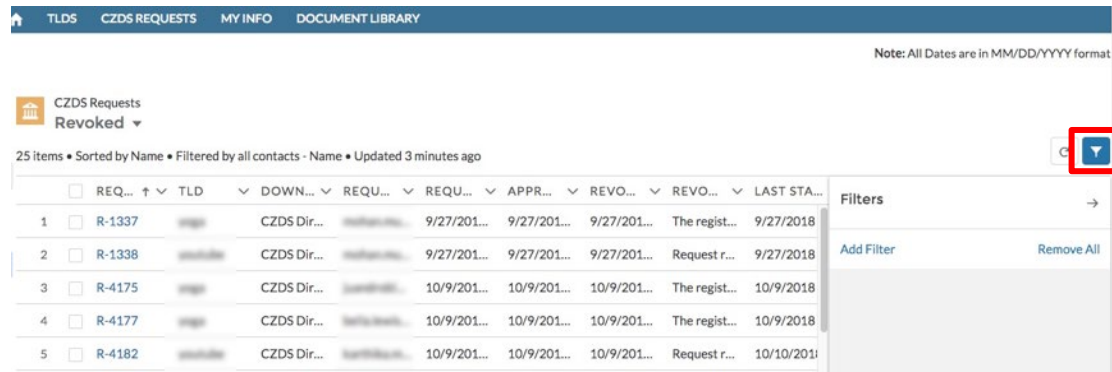 TLDS CZDS REQUESTS MY INFO DOCUMENT LIBRARY
Note: All Dates are in MM/DD/YYYY format
CZDS Requests
Revoked
25 items • Sorted by Name • Filtered by all contacts - Name • Updated 3 minutes ago
REQ... TLD DOWN... REQU... REQU... APPR... REVO... REVO... LAST STA...
Filters
1 R-1337 CZDS Dir... 9/27/201... 9/27/201... 9/27/201... The regist... 9/27/2018
Add Filter Remove All
2 R-1338 CZDS Dir... 9/27/201... 9/27/201... 9/27/201... Request r... 9/27/2018
3 R-4175 CZDS Dir... 10/9/201... 10/9/201... 10/9/201... The regist... 10/9/2018
4 R-4177 CZDS Dir... 10/9/201... 10/9/201... 10/9/201... The regist... 10/9/2018
5 R-4182 CZDS Dir... 10/9/201... 10/9/201... 10/9/201... Request r... 10/10/201